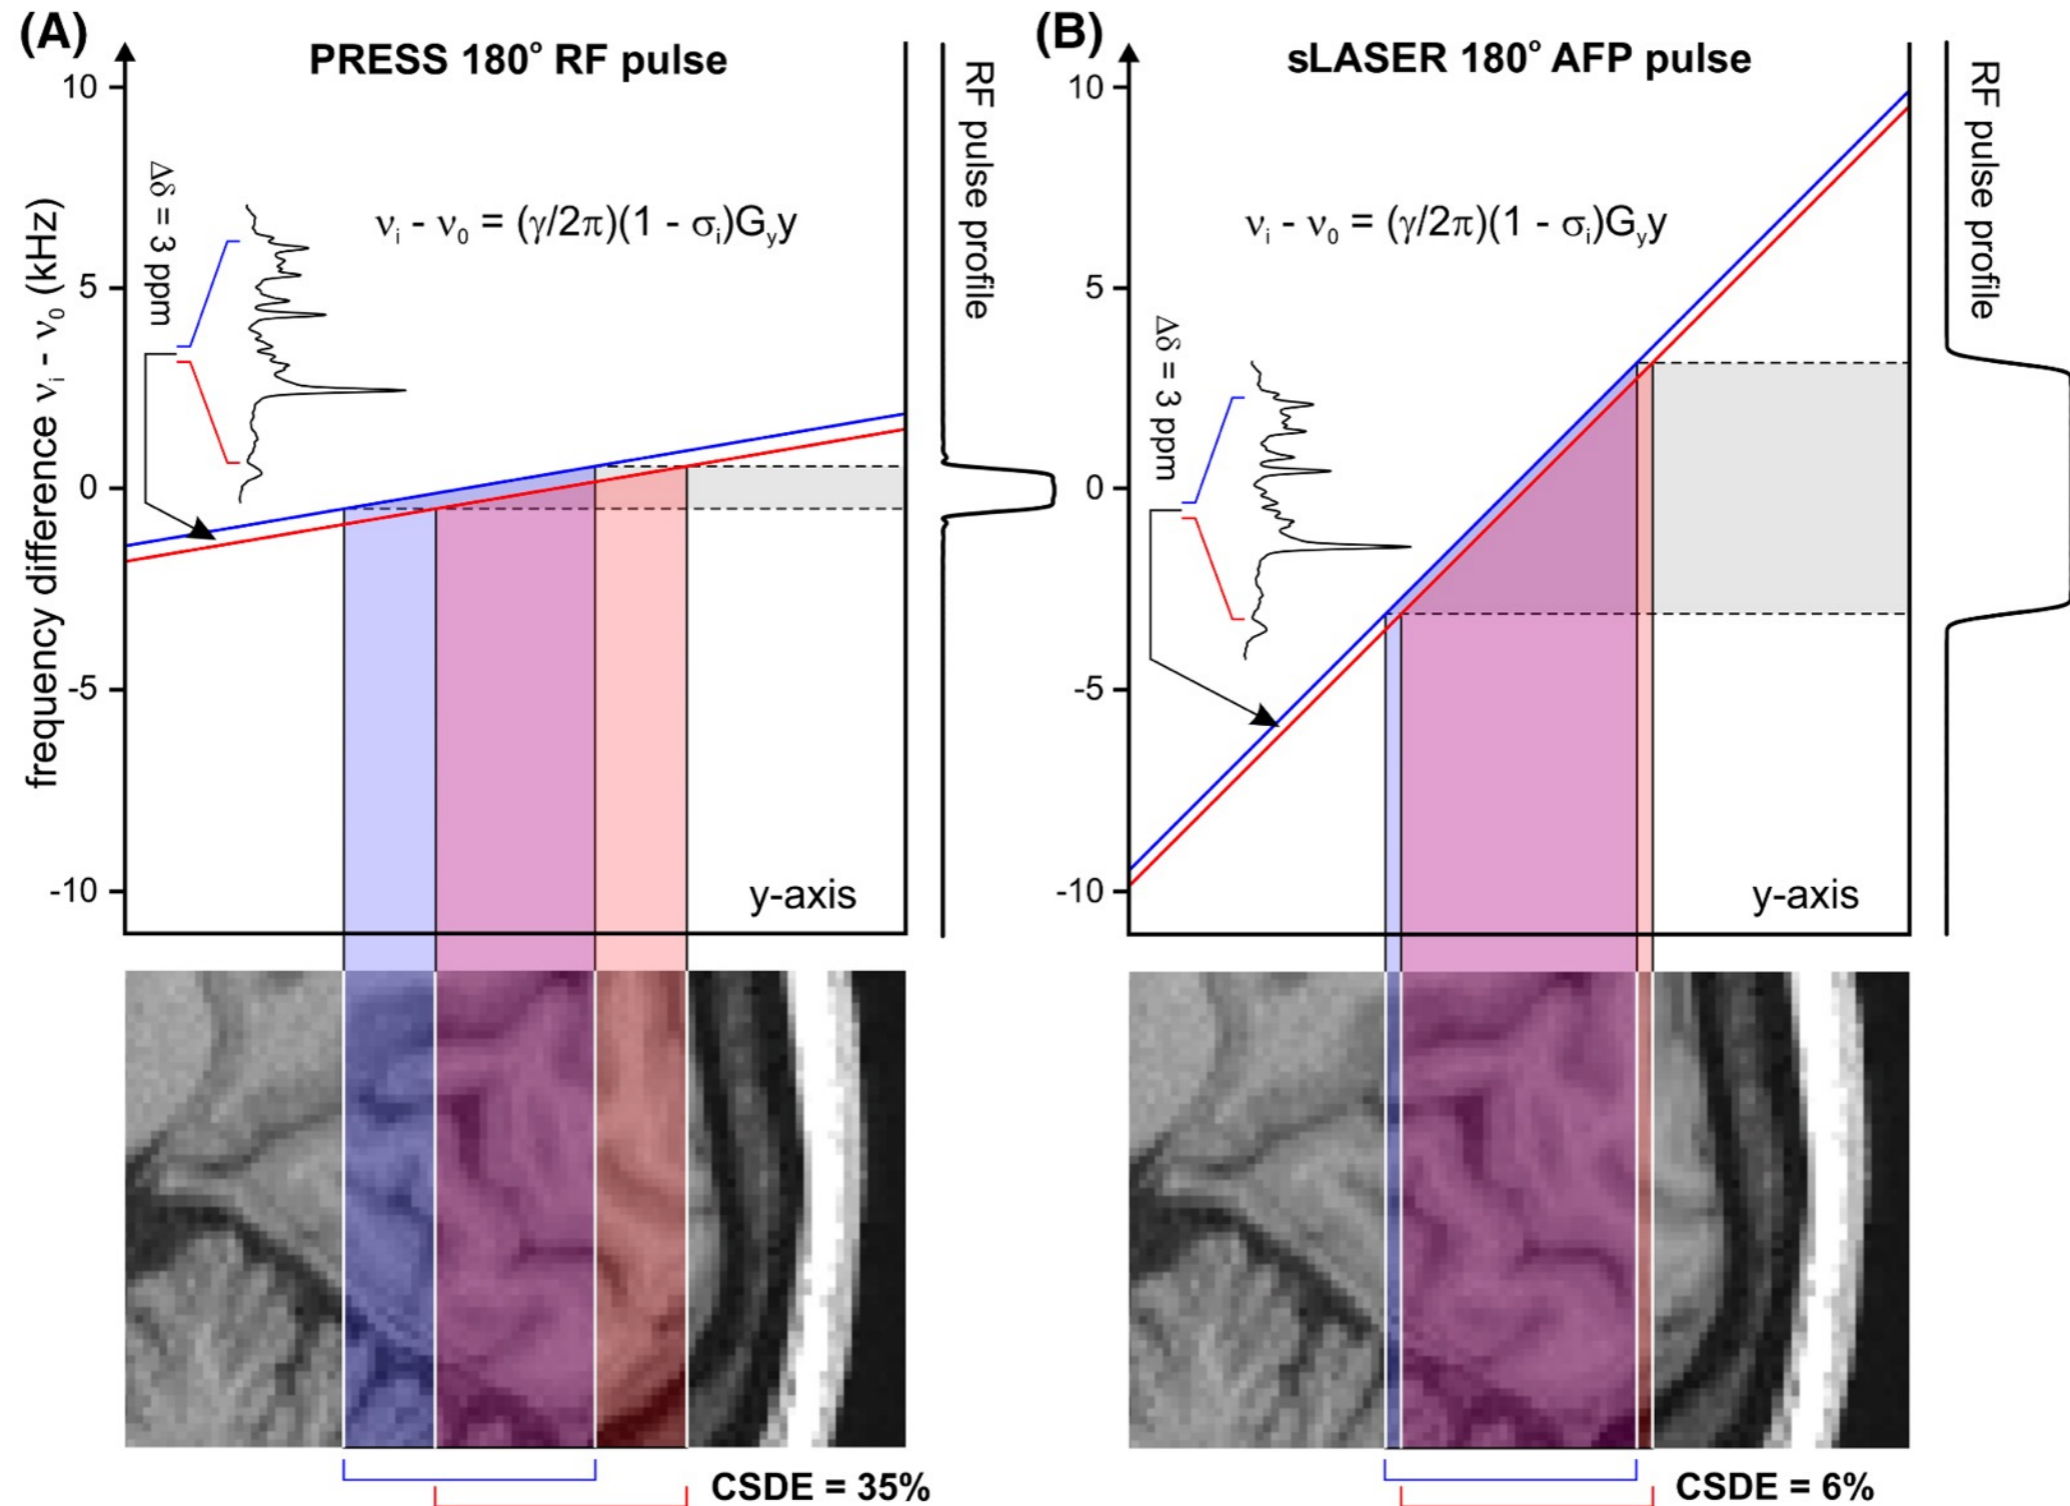 (A)
PRESS 180° RF pulse
10
5
0
-5
-10
frequency difference νi - ν0 (kHz)
Δδ = 3 ppm
νi - ν0 = (γ/2π)(1 - σi)Gyy
y-axis
RF pulse profile
CSDE = 35%
(B)
sLASER 180° AFP pulse
10
5
0
-5
-10
Δδ = 3 ppm
νi - ν0 = (γ/2π)(1 - σi)Gyy
y-axis
RF pulse profile
CSDE = 6%